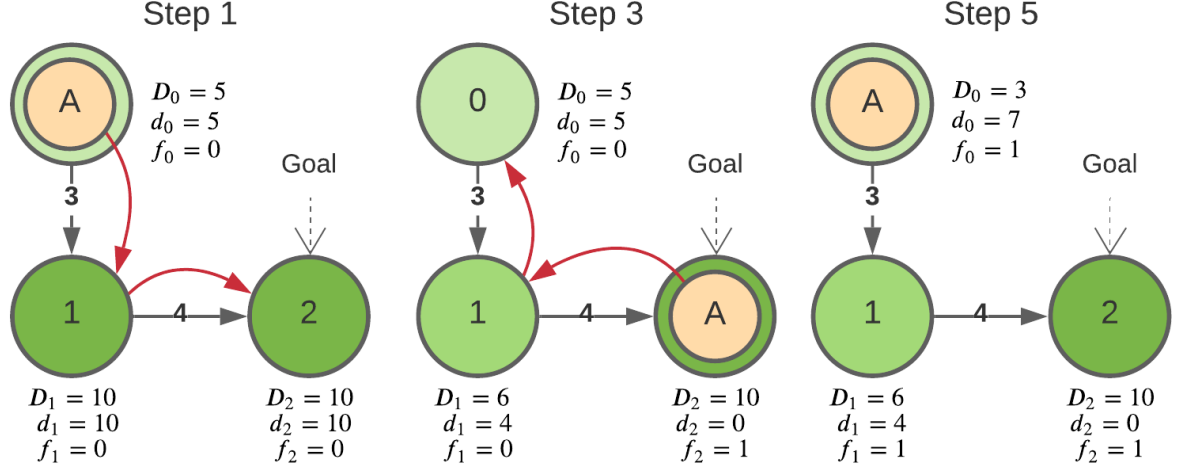 Step 1
A
D₀ = 5
d₀ = 5
f₀ = 0
3
Goal
1
4
2
D₁ = 10
d₁ = 10
f₁ = 0
D₂ = 10
d₂ = 10
f₂ = 0
Step 3
0
D₀ = 5
d₀ = 5
f₀ = 0
3
Goal
1
4
A
D₁ = 6
d₁ = 4
f₁ = 0
D₂ = 10
d₂ = 0
f₂ = 1
Step 5
A
D₀ = 3
d₀ = 7
f₀ = 1
3
Goal
1
4
2
D₁ = 6
d₁ = 4
f₁ = 1
D₂ = 10
d₂ = 0
f₂ = 1